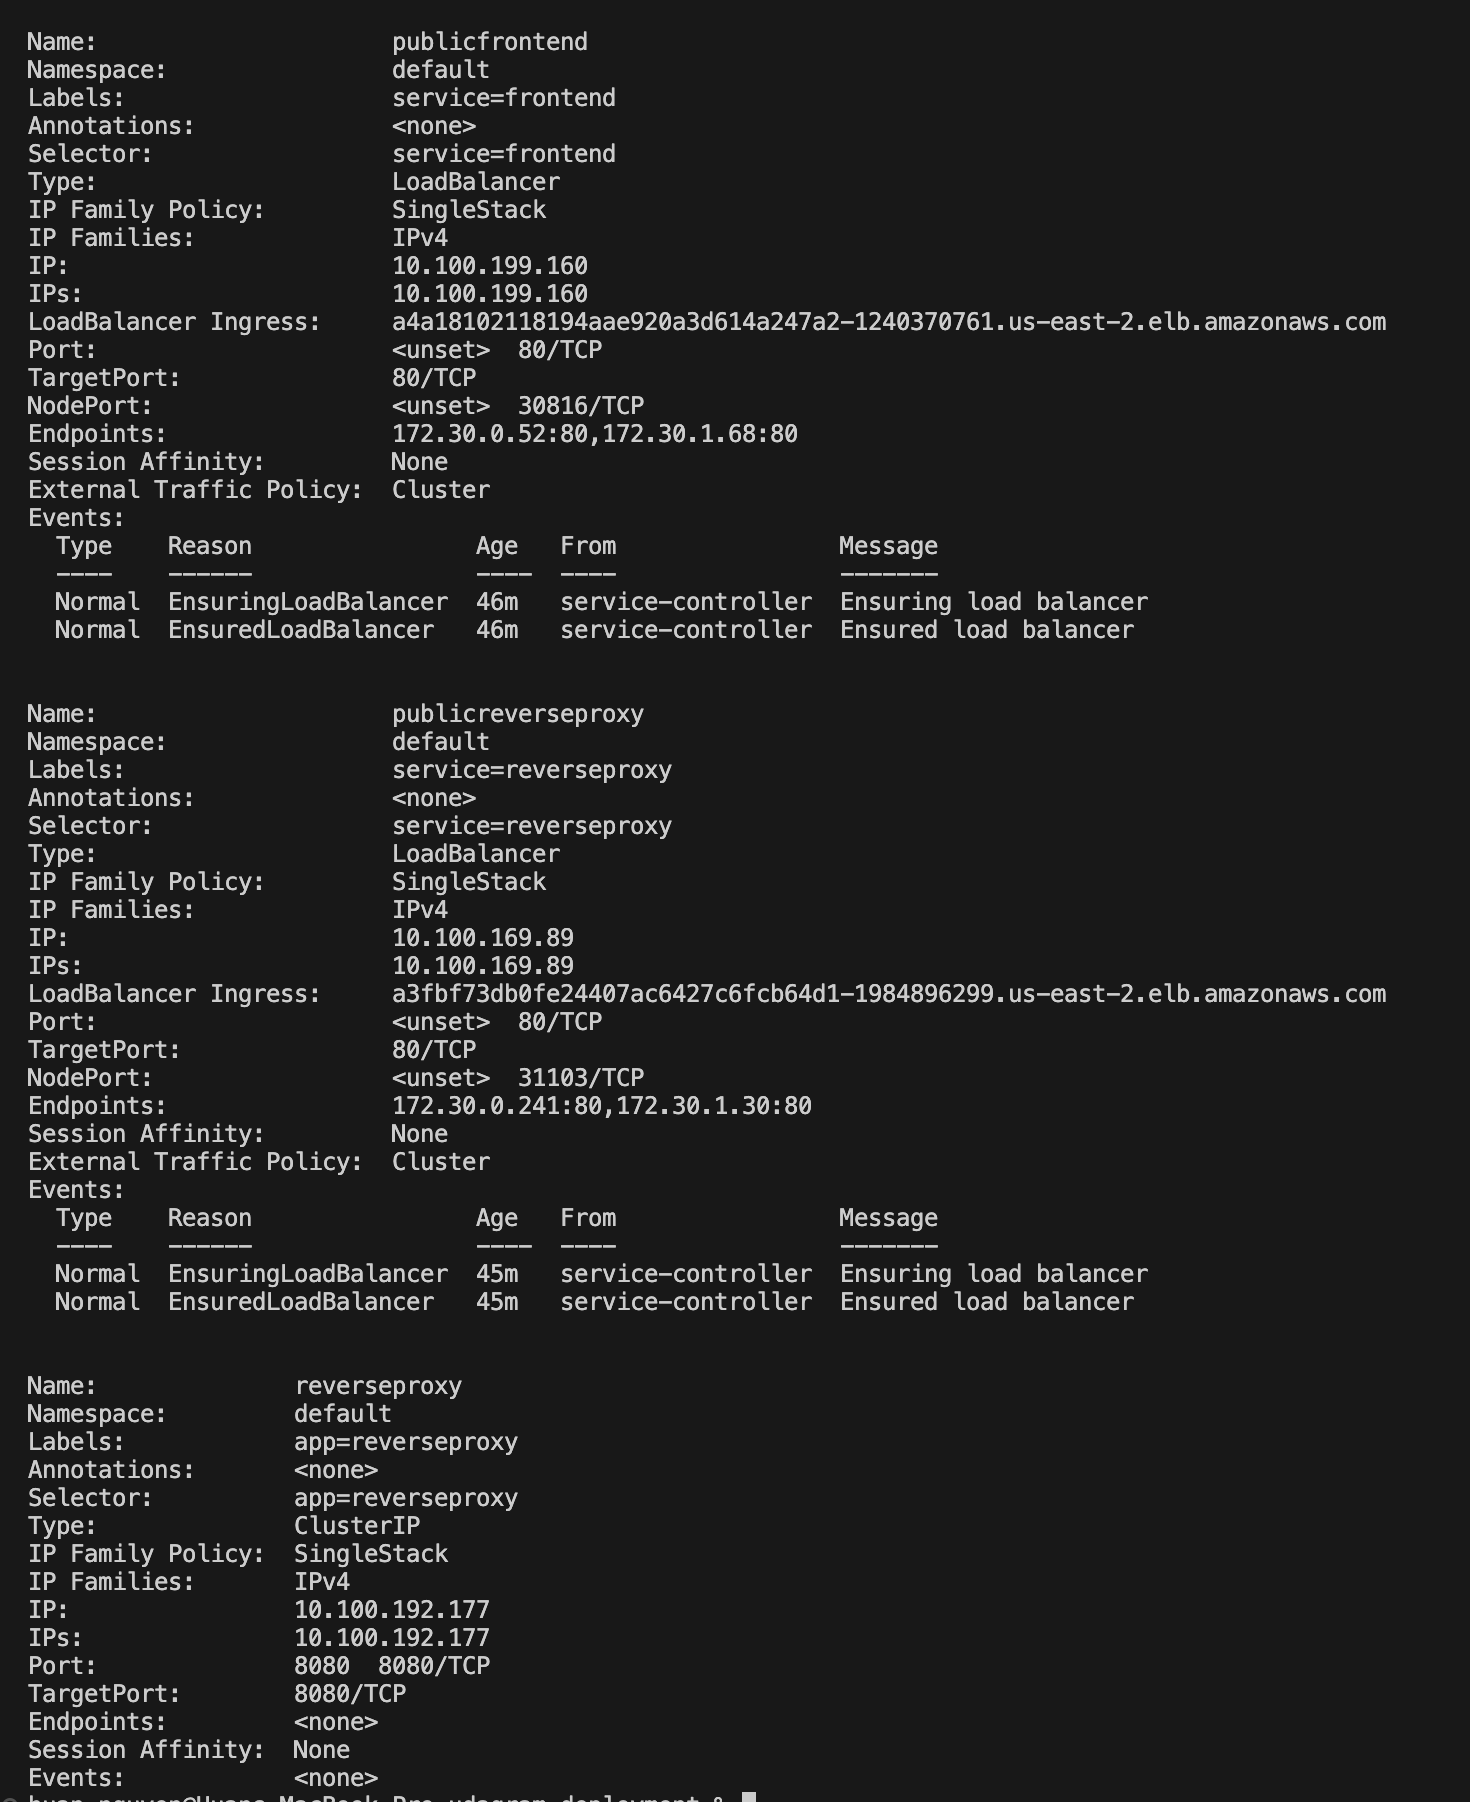 Name:                     publicfrontend
Namespace:                default
Labels:                   service=frontend
Annotations:              <none>
Selector:                 service=frontend
Type:                     LoadBalancer
IP Family Policy:         SingleStack
IP Families:              IPv4
IP:                       10.100.199.160
IPs:                      10.100.199.160
LoadBalancer Ingress:     a4a18102118194aae920a3d614a247a2-1240370761.us-east-2.elb.amazonaws.com
Port:                     <unset>  80/TCP
TargetPort:               80/TCP
NodePort:                 <unset>  30816/TCP
Endpoints:                172.30.0.52:80,172.30.1.68:80
Session Affinity:         None
External Traffic Policy:  Cluster
Events:
  Type    Reason                Age   From                Message
  ----    ------                ----  ----                -------
  Normal  EnsuringLoadBalancer  46m   service-controller  Ensuring load balancer
  Normal  EnsuredLoadBalancer   46m   service-controller  Ensured load balancer
Name:                     publicreverseproxy
Namespace:                default
Labels:                   service=reverseproxy
Annotations:              <none>
Selector:                 service=reverseproxy
Type:                     LoadBalancer
IP Family Policy:         SingleStack
IP Families:              IPv4
IP:                       10.100.169.89
IPs:                      10.100.169.89
LoadBalancer Ingress:     a3fbf73db0fe24407ac6427c6fcb64d1-1984896299.us-east-2.elb.amazonaws.com
Port:                     <unset>  80/TCP
TargetPort:               80/TCP
NodePort:                 <unset>  31103/TCP
Endpoints:                172.30.0.241:80,172.30.1.30:80
Session Affinity:         None
External Traffic Policy:  Cluster
Events:
  Type    Reason                Age   From                Message
  ----    ------                ----  ----                -------
  Normal  EnsuringLoadBalancer  45m   service-controller  Ensuring load balancer
  Normal  EnsuredLoadBalancer   45m   service-controller  Ensured load balancer
Name:              reverseproxy
Namespace:         default
Labels:            app=reverseproxy
Annotations:       <none>
Selector:          app=reverseproxy
Type:              ClusterIP
IP Family Policy:  SingleStack
IP Families:       IPv4
IP:                10.100.192.177
IPs:               10.100.192.177
Port:              8080  8080/TCP
TargetPort:        8080/TCP
Endpoints:         <none>
Session Affinity:  None
Events:            <none>